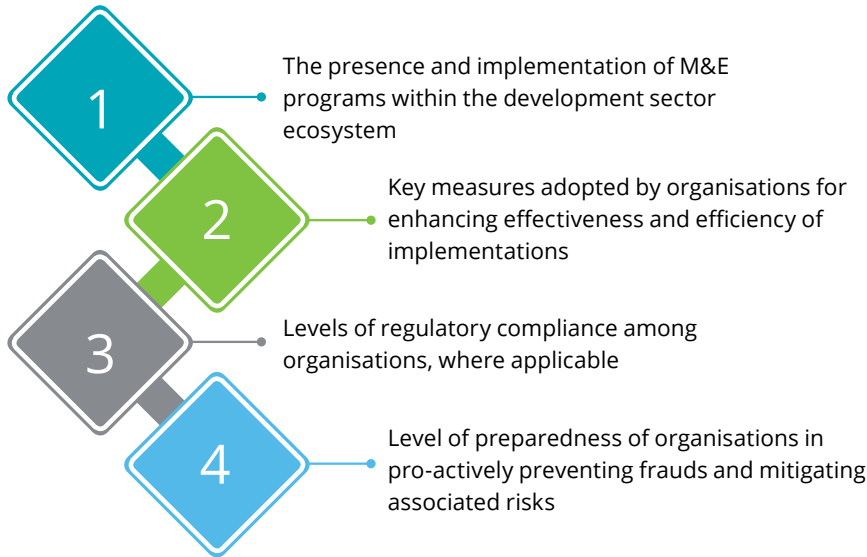 1
The presence and implementation of M&E
programs within the development sector
ecosystem
2
Key measures adopted by organisations for
enhancing effectiveness and efficiency of
implementations
3
Levels of regulatory compliance among
organisations, where applicable
4
Level of preparedness of organisations in
pro-actively preventing frauds and mitigating
associated risks